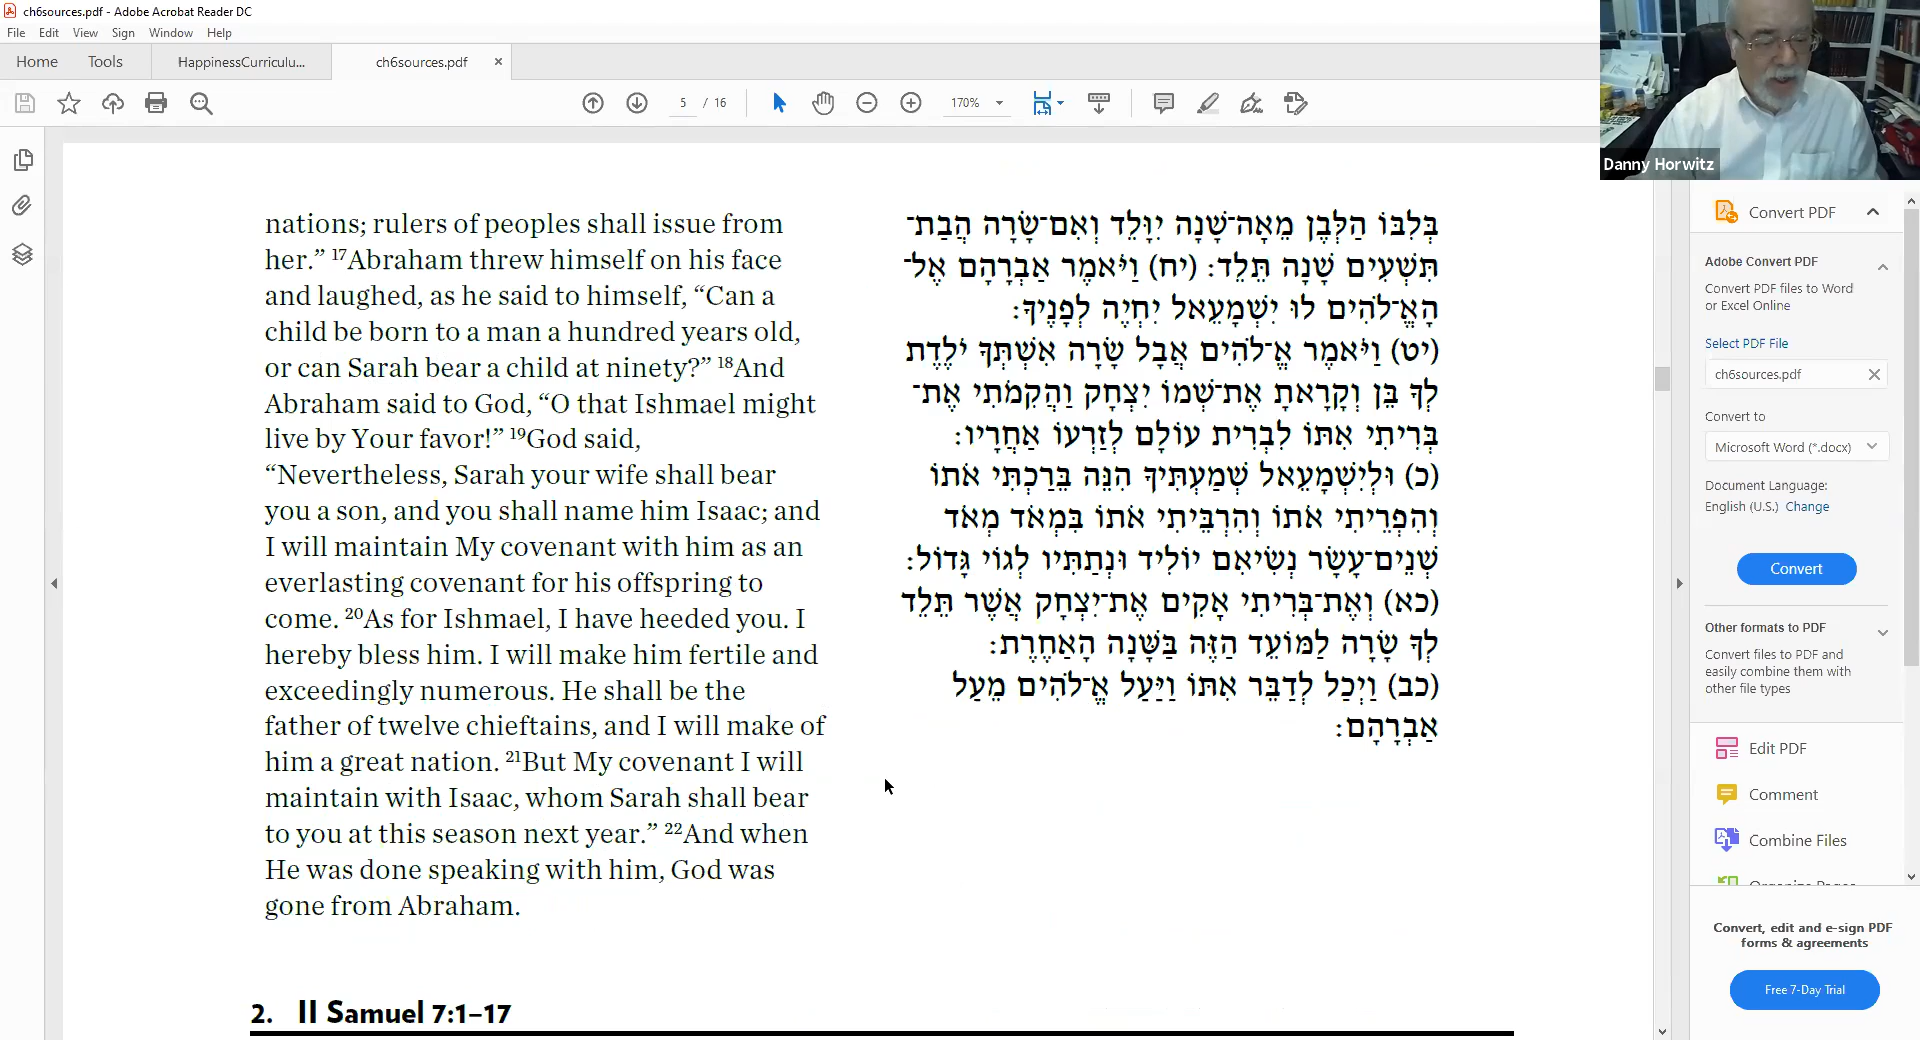 ch6sources.pdf - Adobe Acrobat Reader DC
File Edit View Sign Window Help
Home Tools HappinessCurriculu... ch6sources.pdf ×
5 / 16 170%
Danny Horwitz
nations; rulers of peoples shall issue from
her.” ¹⁷Abraham threw himself on his face
and laughed, as he said to himself, “Can a
child be born to a man a hundred years old,
or can Sarah bear a child at ninety?” ¹⁸And
Abraham said to God, “O that Ishmael might
live by Your favor!” ¹⁹God said,
“Nevertheless, Sarah your wife shall bear
you a son, and you shall name him Isaac; and
I will maintain My covenant with him as an
everlasting covenant for his offspring to
come. ²⁰As for Ishmael, I have heeded you. I
hereby bless him. I will make him fertile and
exceedingly numerous. He shall be the
father of twelve chieftains, and I will make of
him a great nation. ²¹But My covenant I will
maintain with Isaac, whom Sarah shall bear
to you at this season next year.” ²²And when
He was done speaking with him, God was
gone from Abraham.
בְּלִבּוֹ הַלְּבֶן מֵאָה־שָׁנָה יִוָּלֵד וְאִם־שָׂרָה הֲבַת־
תִּשְׁעִים שָׁנָה תֵּלֵד: (יח) וַיֹּאמֶר אַבְרָהָם אֶל־
הָאֱ־לֹהִים לוּ יִשְׁמָעֵאל יִחְיֶה לְפָנֶיךָ:
(יט) וַיֹּאמֶר אֱ־לֹהִים אֲבָל שָׂרָה אִשְׁתְּךָ יֹלֶדֶת
לְךָ בֵּן וְקָרָאתָ אֶת־שְׁמוֹ יִצְחָק וַהֲקִמֹתִי אֶת־
בְּרִיתִי אִתּוֹ לִבְרִית עוֹלָם לְזַרְעוֹ אַחֲרָיו:
(כ) וּלְיִשְׁמָעֵאל שְׁמַעְתִּיךָ הִנֵּה בֵּרַכְתִּי אֹתוֹ
וְהִפְרֵיתִי אֹתוֹ וְהִרְבֵּיתִי אֹתוֹ בִּמְאֹד מְאֹד
שְׁנֵים־עָשָׂר נְשִׂיאִם יוֹלִיד וּנְתַתִּיו לְגוֹי גָּדוֹל:
(כא) וְאֶת־בְּרִיתִי אָקִים אֶת־יִצְחָק אֲשֶׁר תֵּלֵד
לְךָ שָׂרָה לַמּוֹעֵד הַזֶּה בַּשָּׁנָה הָאַחֶרֶת:
(כב) וַיְכַל לְדַבֵּר אִתּוֹ וַיַּעַל אֱ־לֹהִים מֵעַל
אַבְרָהָם:
2. II Samuel 7:1–17
Convert PDF
Adobe Convert PDF
Convert PDF files to Word
or Excel Online
Select PDF File
ch6sources.pdf
Convert to
Microsoft Word (*.docx)
Document Language:
English (U.S.) Change
Convert
Other formats to PDF
Convert files to PDF and
easily combine them with
other file types
Edit PDF
Comment
Combine Files
Organize Pages
Convert, edit and e-sign PDF
forms & agreements
Free 7-Day Trial